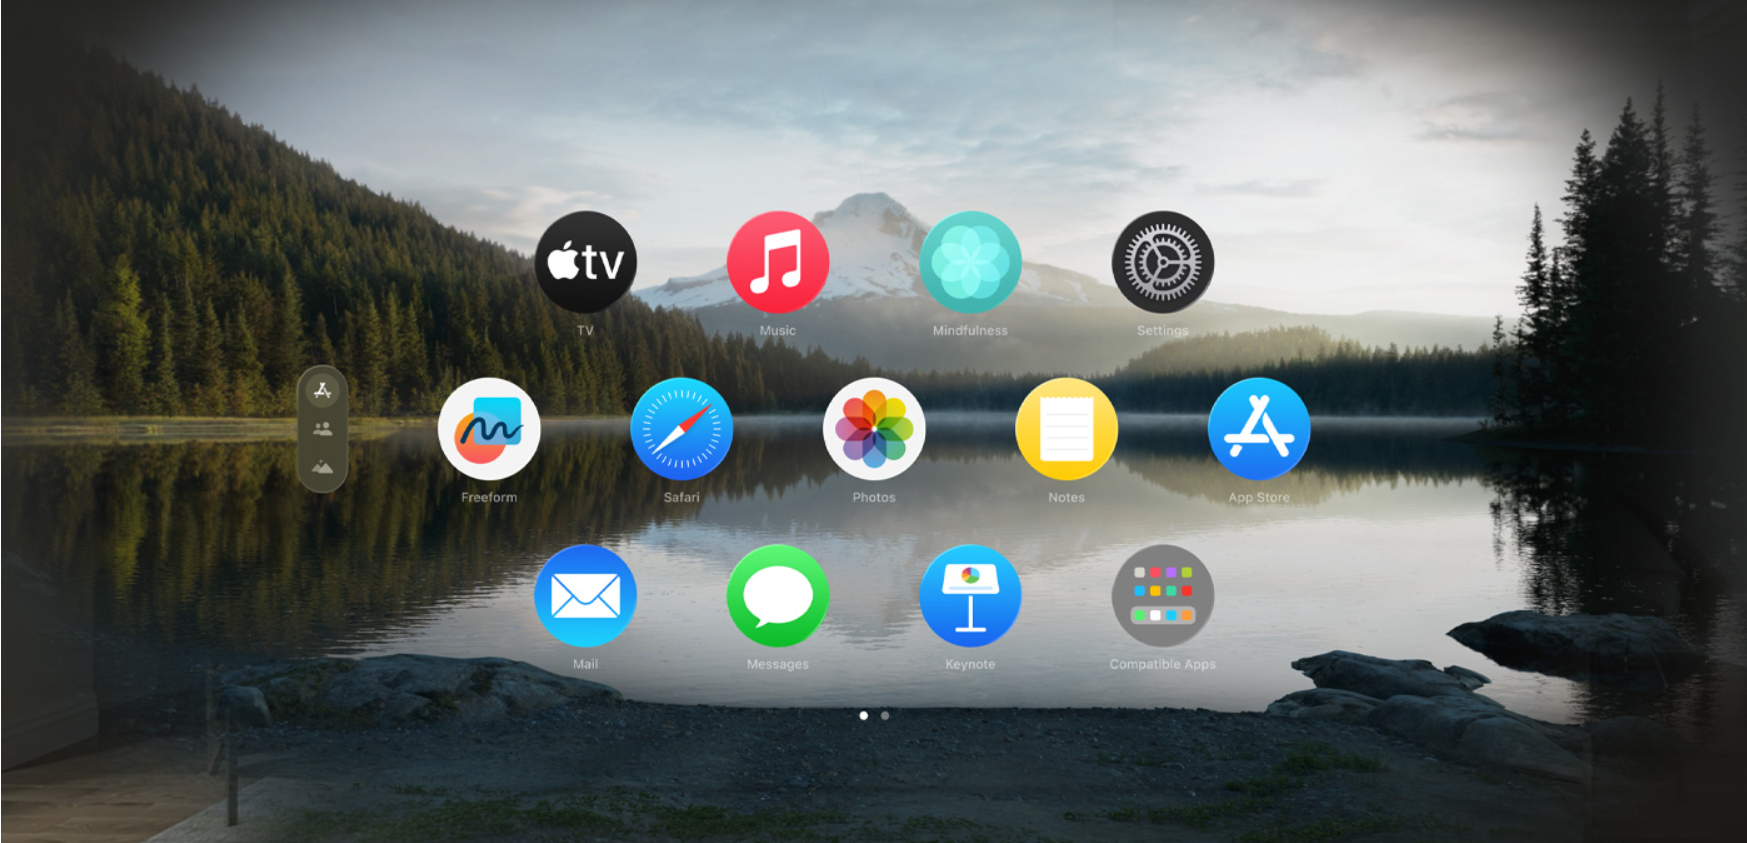 tv
TV
Music
Mindfulness
Settings
Freeform
Safari
Photos
Notes
App Store
Mail
Messages
Keynote
Compatible Apps